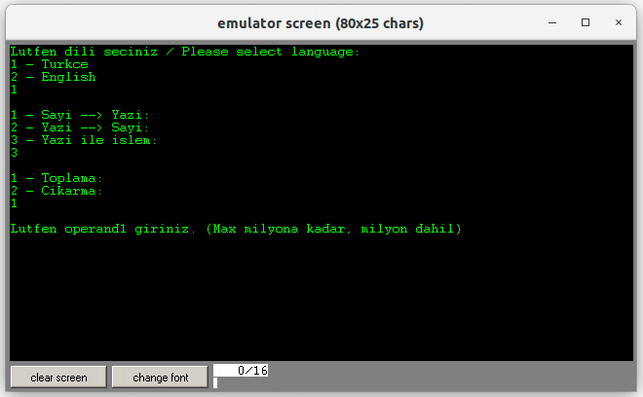 emulator screen (80x25 chars)
Lutfen dili seciniz / Please select language:
1 - Turkce
2 - English
1
1 - Sayi --> Yazi:
2 - Yazi --> Sayi:
3 - Yazi ile islem:
3
1 - Toplama:
2 - Cikarma:
1
Lutfen operand1 giriniz. (Max milyona kadar, milyon dahil)
clear screen
change font
0/16